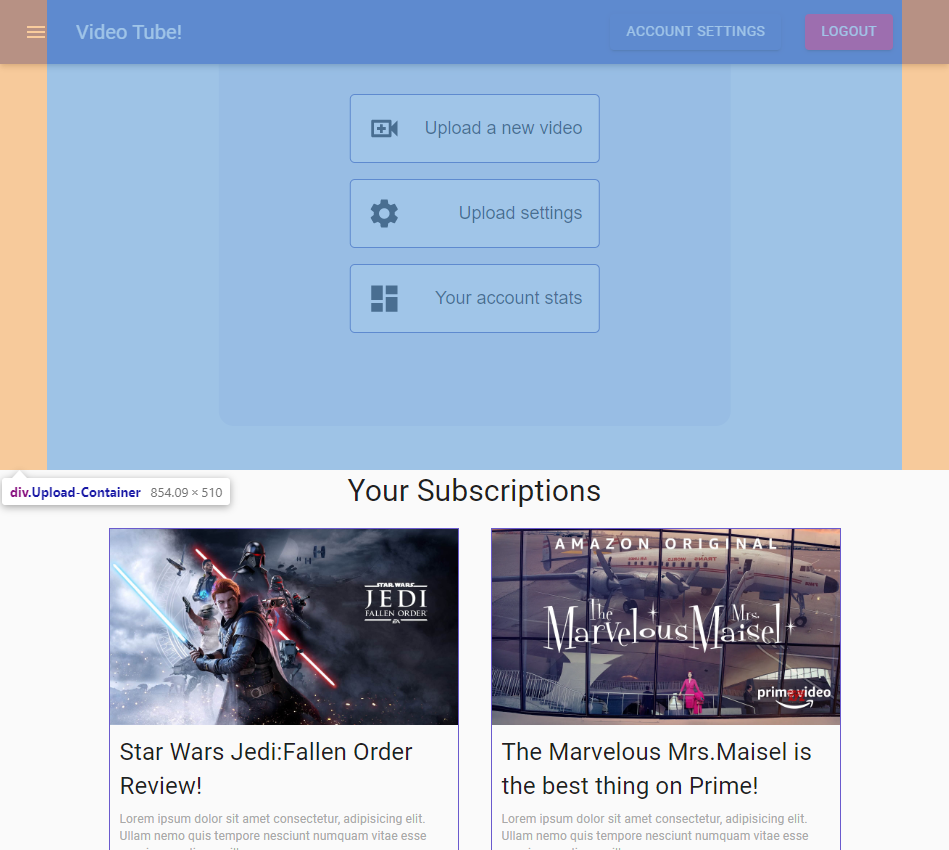 Video Tube!
ACCOUNT SETTINGS
LOGOUT
Upload a new video
Upload settings
Your account stats
div.Upload-Container 854.09 × 510
Your Subscriptions
STAR WARS
JEDI
FALLEN ORDER
EA
AMAZON ORIGINAL
The
Marvelous Mrs.
Maisel
prime video
Star Wars Jedi:Fallen Order
Review!
The Marvelous Mrs.Maisel is
the best thing on Prime!
Lorem ipsum dolor sit amet consectetur, adipisicing elit.
Ullam nemo quis tempore nesciunt numquam vitae esse
Lorem ipsum dolor sit amet consectetur, adipisicing elit.
Ullam nemo quis tempore nesciunt numquam vitae esse